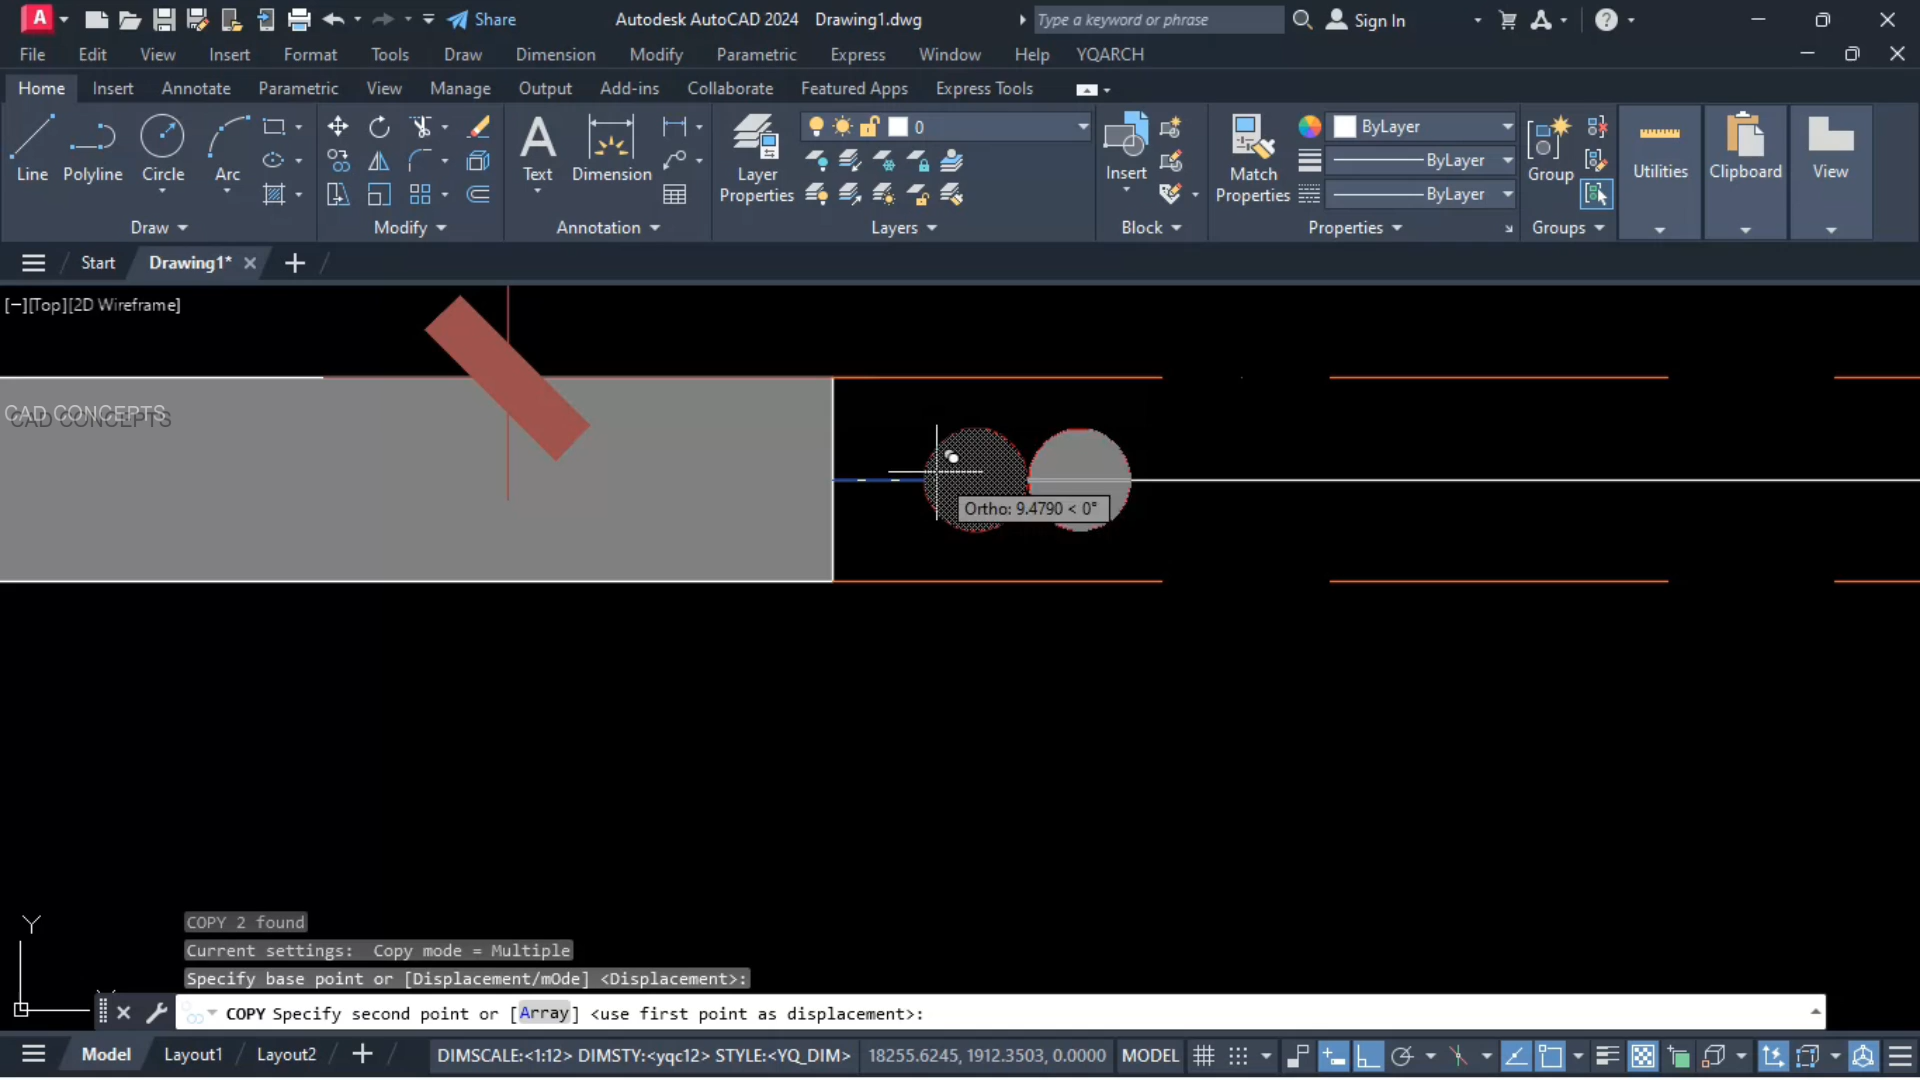 A Share Autodesk AutoCAD 2024 Drawing1.dwg Type a keyword or phrase Sign In
File Edit View Insert Format Tools Draw Dimension Modify Parametric Express Window Help YQARCH
Home Insert Annotate Parametric View Manage Output Add-ins Collaborate Featured Apps Express Tools
0 ByLayer
ByLayer
Line Polyline Circle Arc Text Dimension Layer Properties Insert Match Properties Group Utilities Clipboard View
ByLayer
Draw Modify Annotation Layers Block Properties Groups
Start Drawing1*
[−][Top][2D Wireframe]
CAD CONCEPTS
CAD CONCEPTS
Ortho: 9.4790 < 0°
Y
COPY 2 found
Current settings:  Copy mode = Multiple
Specify base point or [Displacement/mOde] <Displacement>:
COPY Specify second point or [Array] <use first point as displacement>:
Model Layout1 Layout2 DIMSCALE:<1:12> DIMSTY:<yqc12> STYLE:<YQ_DIM> 18255.6245, 1912.3503, 0.0000 MODEL